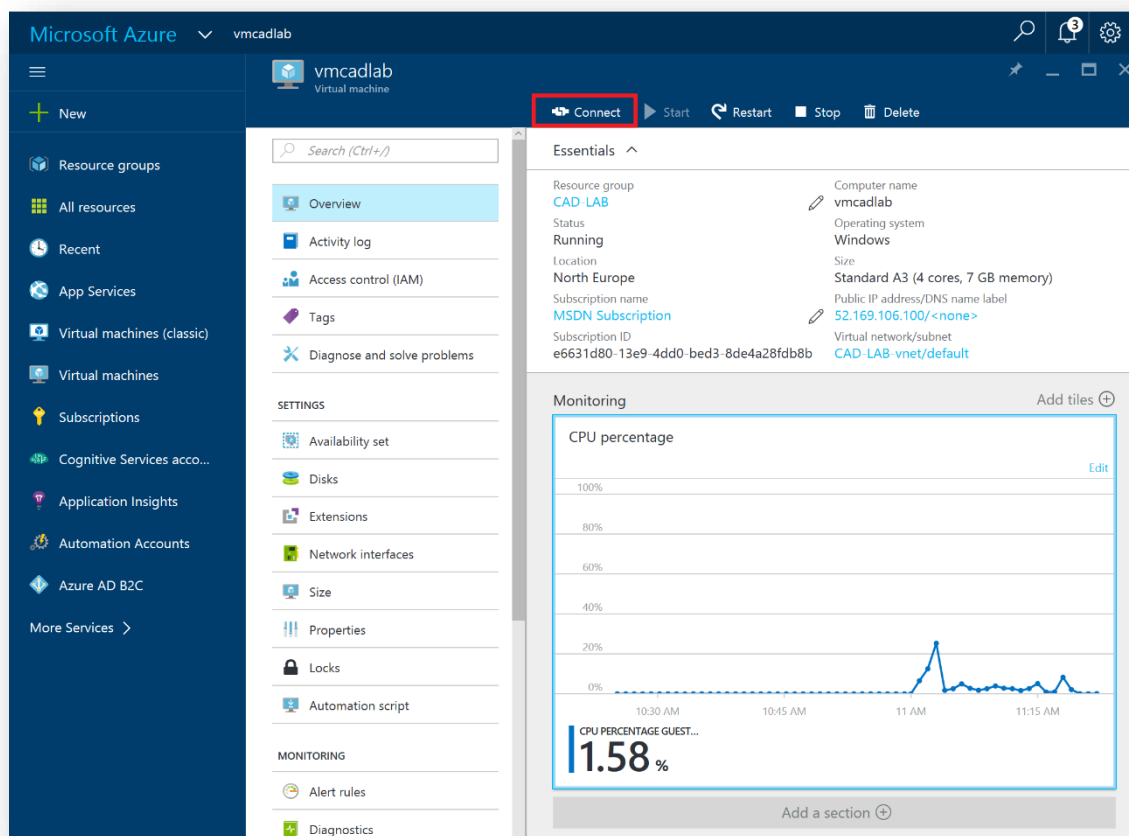 Microsoft Azure vmcadlab
3
vmcadlab
Virtual machine
New
Connect Start Restart Stop Delete
Resource groups
All resources
Recent
App Services
Virtual machines (classic)
Virtual machines
Subscriptions
Cognitive Services acco...
Application Insights
Automation Accounts
Azure AD B2C
More Services
Search (Ctrl+/)
Overview
Activity log
Access control (IAM)
Tags
Diagnose and solve problems
SETTINGS
Availability set
Disks
Extensions
Network interfaces
Size
Properties
Locks
Automation script
MONITORING
Alert rules
Diagnostics
Essentials
Resource group
CAD-LAB
Status
Running
Location
North Europe
Subscription name
MSDN Subscription
Subscription ID
e6631d80-13e9-4dd0-bed3-8de4a28fdb8b
Computer name
vmcadlab
Operating system
Windows
Size
Standard A3 (4 cores, 7 GB memory)
Public IP address/DNS name label
52.169.106.100/<none>
Virtual network/subnet
CAD-LAB-vnet/default
Monitoring Add tiles
CPU percentage
Edit
100%
80%
60%
40%
20%
0%
10:30 AM 10:45 AM 11 AM 11:15 AM
CPU PERCENTAGE GUEST...
1.58 %
Add a section